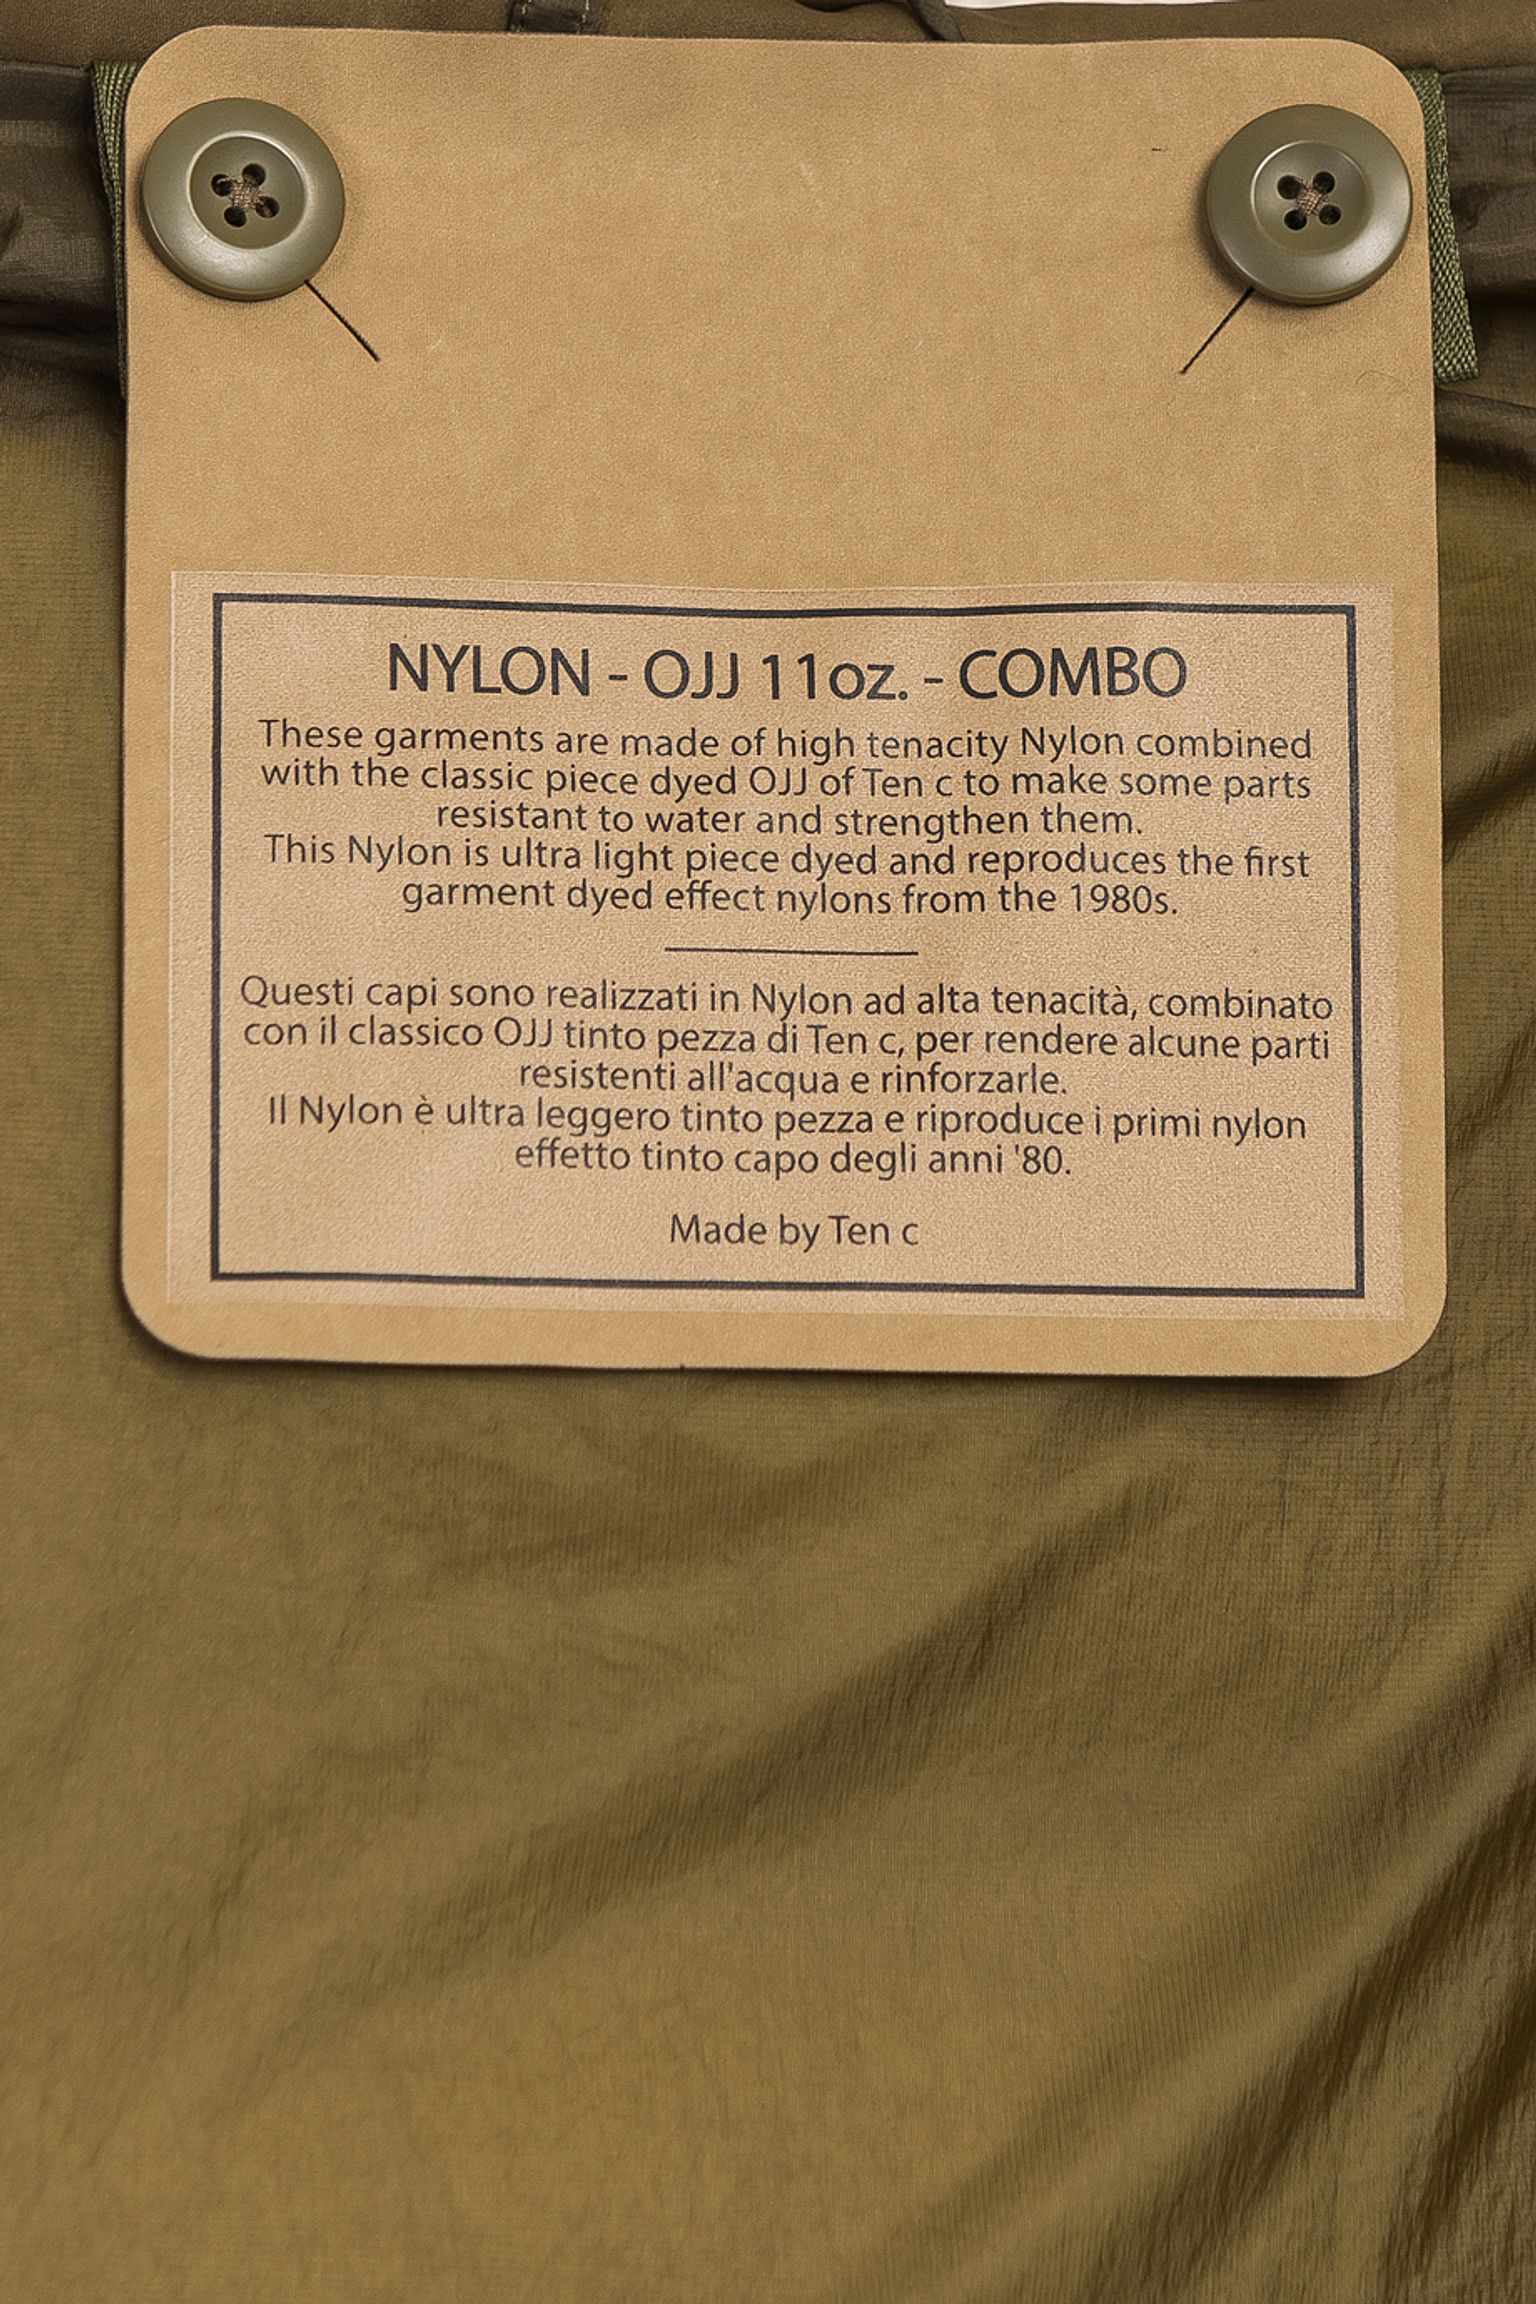 NYLON - OJJ 11oz. - COMBO
These garments are made of high tenacity Nylon combined
with the classic piece dyed OJJ of Ten c to make some parts
resistant to water and strengthen them.
This Nylon is ultra light piece dyed and reproduces the first
garment dyed effect nylons from the 1980s.
Questi capi sono realizzati in Nylon ad alta tenacità, combinato
con il classico OJJ tinto pezza di Ten c, per rendere alcune parti
resistenti all'acqua e rinforzarle.
Il Nylon è ultra leggero tinto pezza e riproduce i primi nylon
effetto tinto capo degli anni '80.
Made by Ten c